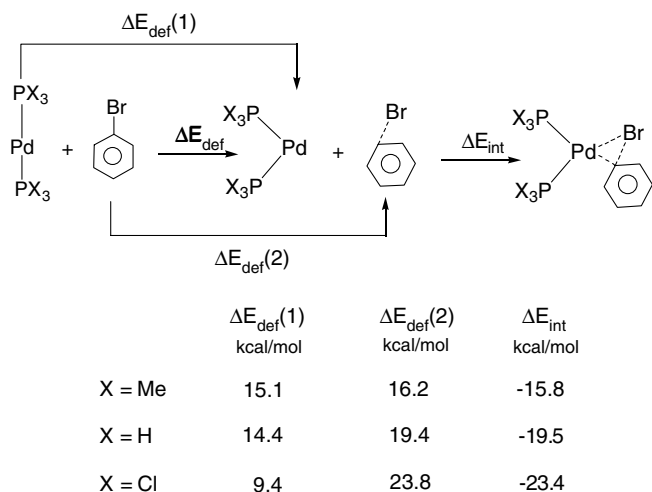 ΔE_def(1)
PX₃
Pd
PX₃
+
Br
ΔE_def
X₃P
Pd
X₃P
+
Br
ΔE_int
X₃P
Pd
Br
X₃P
ΔE_def(2)
ΔE_def(1) ΔE_def(2) ΔE_int
kcal/mol kcal/mol kcal/mol
X = Me 15.1 16.2 -15.8
X = H 14.4 19.4 -19.5
X = Cl 9.4 23.8 -23.4